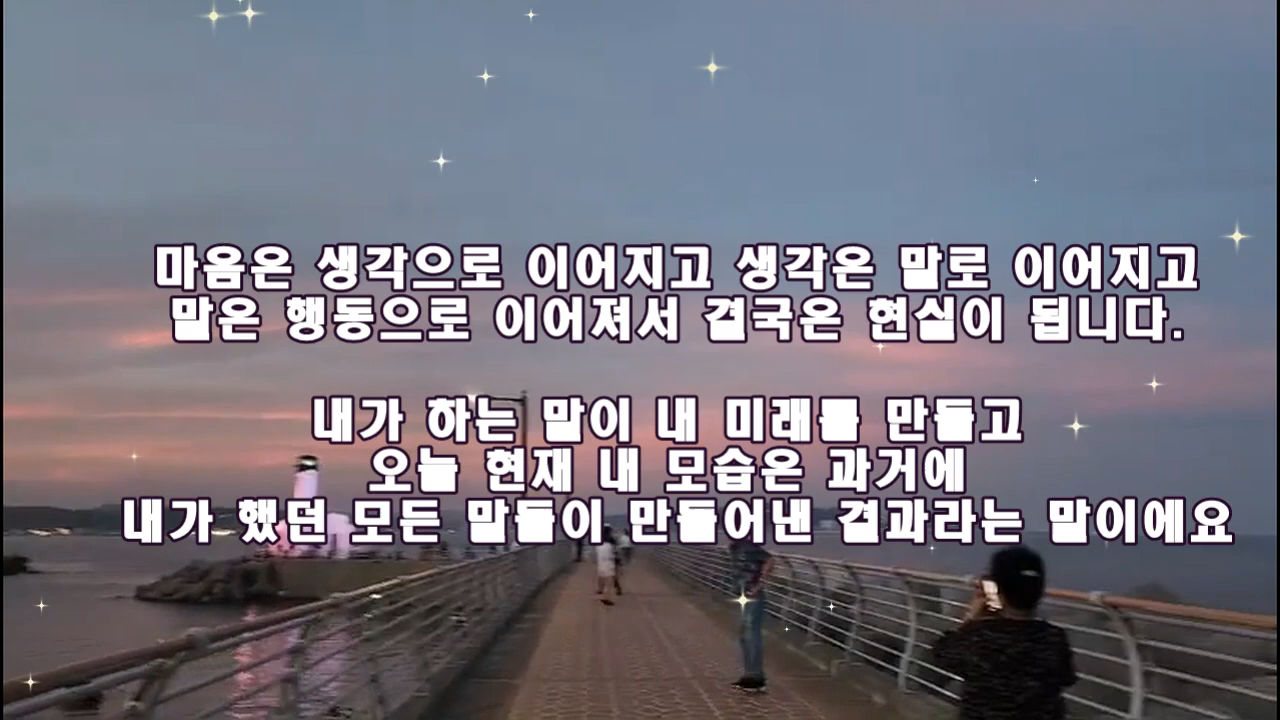 마음은 생각으로 이어지고 생각은 말로 이어지고
말은 행동으로 이어져서 결국은 현실이 됩니다.
내가 하는 말이 내 미래를 만들고
오늘 현재 내 모습은 과거에
내가 했던 모든 말들이 만들어낸 결과라는 말이에요